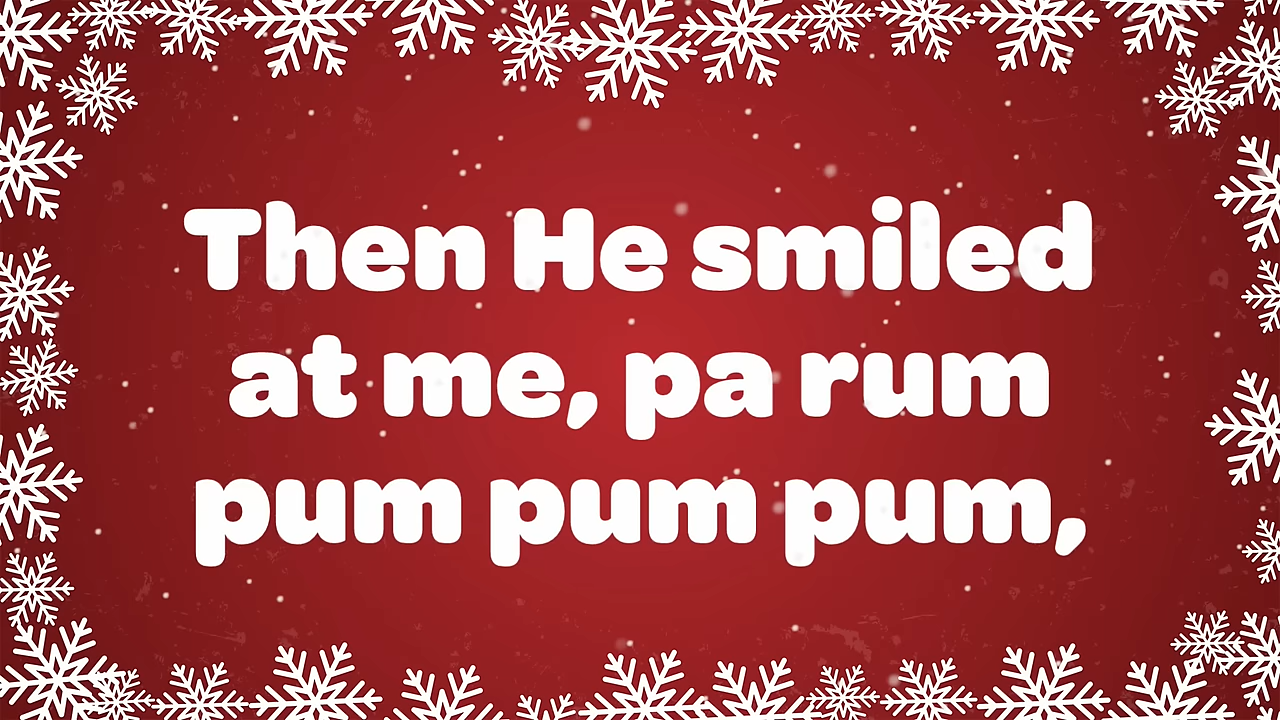 Then He smiled
at me, pa rum
pum pum pum,